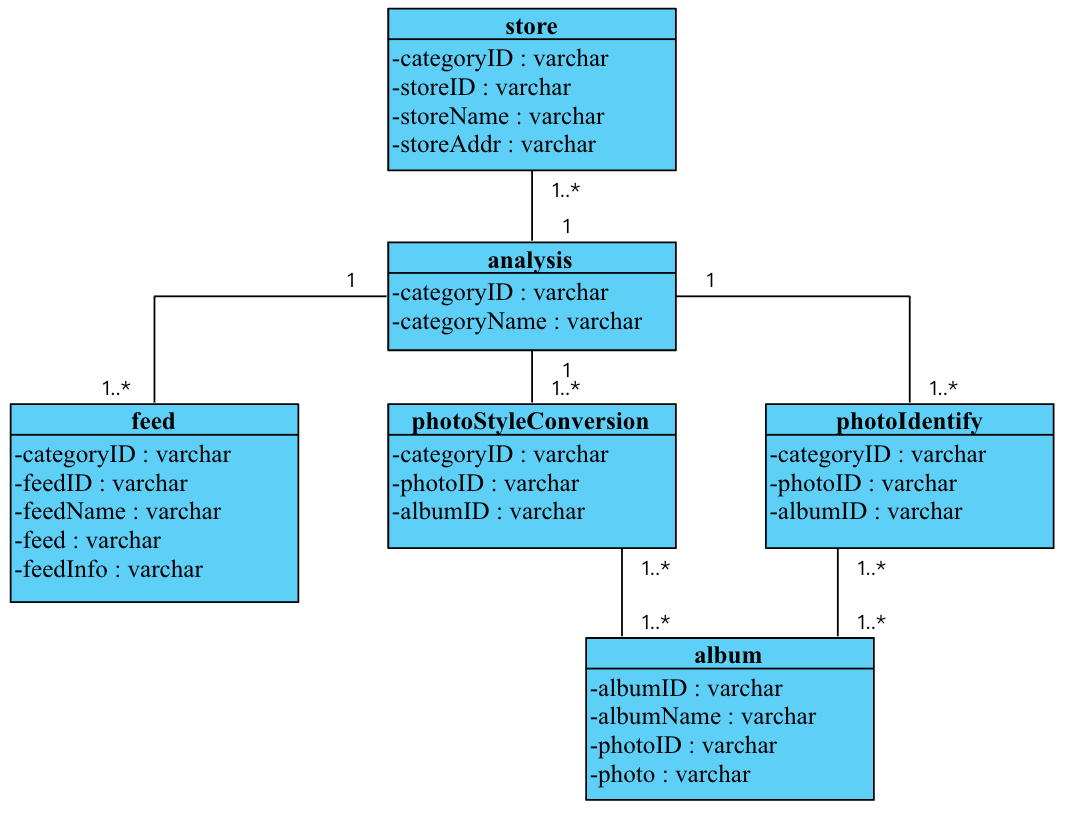 store
-categoryID : varchar
-storeID : varchar
-storeName : varchar
-storeAddr : varchar
1..*
1
analysis
-categoryID : varchar
-categoryName : varchar
1
1
1
1..*
1..*
1..*
feed
-categoryID : varchar
-feedID : varchar
-feedName : varchar
-feed : varchar
-feedInfo : varchar
photoStyleConversion
-categoryID : varchar
-photoID : varchar
-albumID : varchar
photoIdentify
-categoryID : varchar
-photoID : varchar
-albumID : varchar
1..*
1..*
1..*
1..*
album
-albumID : varchar
-albumName : varchar
-photoID : varchar
-photo : varchar